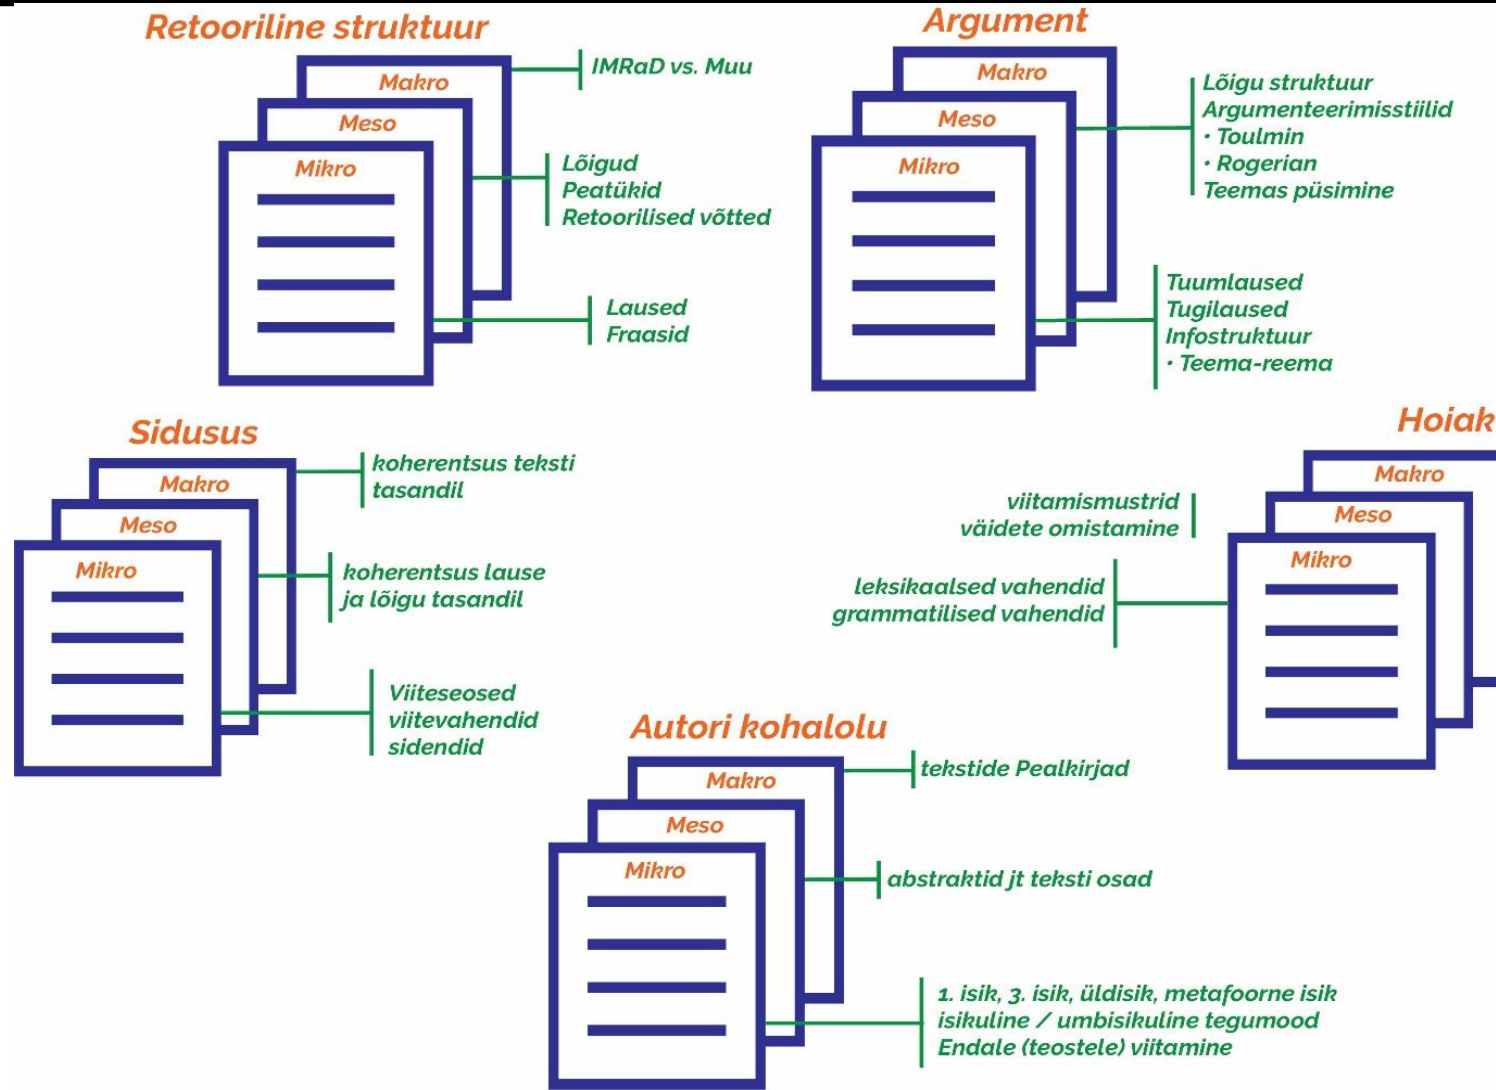 Retooriline struktuur
Makro
Meso
Mikro
IMRaD vs. Muu
Lõigud
Peatükid
Retoorilised võtted
Laused
Fraasid
Argument
Makro
Meso
Mikro
Lõigu struktuur
Argumenteerimisstiilid
• Toulmin
• Rogerian
Teemas püsimine
Tuumlaused
Tugilaused
Infostruktuur
• Teema-reema
Sidusus
Makro
Meso
Mikro
koherentsus teksti
tasandil
koherentsus lause
ja lõigu tasandil
Viiteseosed
viitevahendid
sidendid
Hoiak
Makro
Meso
Mikro
viitamismustrid
väidete omistamine
leksikaalsed vahendid
grammatilised vahendid
Autori kohalolu
Makro
Meso
Mikro
tekstide Pealkirjad
abstraktid jt teksti osad
1. isik, 3. isik, üldisik, metafoorne isik
isikuline / umbisikuline tegumood
Endale (teostele) viitamine